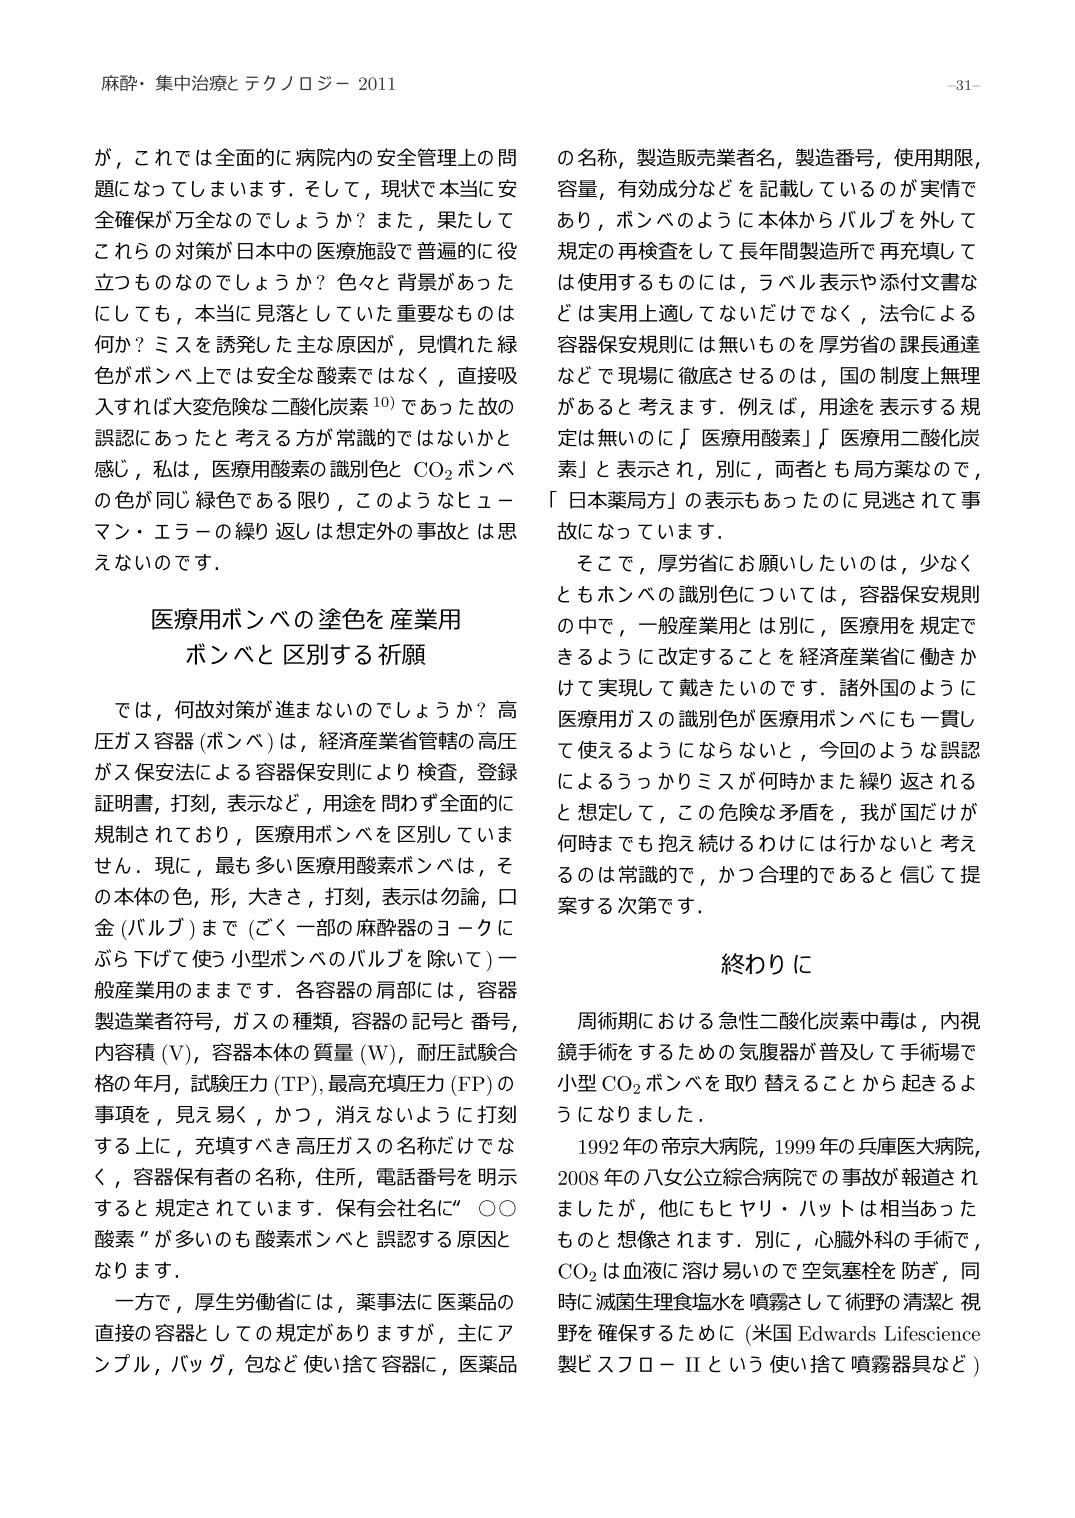 麻酔・集中治療とテクノロジー 2011
–31–
が，これでは全面的に病院内の安全管理上の問
題になってしまいます．そして，現状で本当に安
全確保が万全なのでしょうか? また，果たして
これらの対策が日本中の医療施設で普遍的に役
立つものなのでしょうか? 色々と背景があった
にしても，本当に見落としていた重要なものは
何か? ミスを誘発した主な原因が，見慣れた緑
色がボンベ上では安全な酸素ではなく，直接吸
入すれば大変危険な二酸化炭素¹⁰⁾であった故の
誤認にあったと考える方が常識的ではないかと
感じ，私は，医療用酸素の識別色と CO₂ボンベ
の色が同じ緑色である限り，このようなヒュー
マン・エラーの繰り返しは想定外の事故とは思
えないのです．
医療用ボンベの塗色を産業用
ボンベと区別する祈願
では，何故対策が進まないのでしょうか? 高
圧ガス容器 (ボンベ) は，経済産業省管轄の高圧
がス保安法による容器保安則により検査，登録
証明書，打刻，表示など，用途を問わず全面的に
規制されており，医療用ボンベを区別していま
せん．現に，最も多い医療用酸素ボンベは，そ
の本体の色，形，大きさ，打刻，表示は勿論，口
金 (バルブ) まで (ごく一部の麻酔器のヨークに
ぶら下げて使う小型ボンベのバルブを除いて) 一
般産業用のままです．各容器の肩部には，容器
製造業者符号，ガスの種類，容器の記号と番号，
内容積 (V)，容器本体の質量 (W)，耐圧試験合
格の年月，試験圧力 (TP),最高充填圧力 (FP) の
事項を，見え易く，かつ，消えないように打刻
する上に，充填すべき高圧ガスの名称だけでな
く，容器保有者の名称，住所，電話番号を明示
すると規定されています．保有会社名に“ ○○
酸素 ”が多いのも酸素ボンベと誤認する原因と
なります．
一方で，厚生労働省には，薬事法に医薬品の
直接の容器としての規定がありますが，主にア
ンプル，バッグ，包など使い捨て容器に，医薬品
の名称，製造販売業者名，製造番号，使用期限，
容量，有効成分などを記載しているのが実情で
あり，ボンベのように本体からバルブを外して
規定の再検査をして長年間製造所で再充填して
は使用するものには，ラベル表示や添付文書な
どは実用上適してないだけでなく，法令による
容器保安規則には無いものを厚労省の課長通達
などで現場に徹底させるのは，国の制度上無理
があると考えます．例えば，用途を表示する規
定は無いのに「医療用酸素」「医療用二酸化炭
素」と表示され，別に，両者とも局方薬なので，
「日本薬局方」の表示もあったのに見逃されて事
故になっています．
そこで，厚労省にお願いしたいのは，少なく
ともホンベの識別色については，容器保安規則
の中で，一般産業用とは別に，医療用を規定で
きるように改定することを経済産業省に働きか
けて実現して戴きたいのです．諸外国のように
医療用ガスの識別色が医療用ボンベにも一貫し
て使えるようにならないと，今回のような誤認
によるうっかりミスが何時かまた繰り返される
と想定して，この危険な矛盾を，我が国だけが
何時までも抱え続けるわけには行かないと考え
るのは常識的で，かつ合理的であると信じて提
案する次第です．
終わりに
周術期における急性二酸化炭素中毒は，内視
鏡手術をするための気腹器が普及して手術場で
小型 CO₂ボンベを取り替えることから起きるよ
うになりました．
1992 年の帝京大病院，1999 年の兵庫医大病院，
2008 年の八女公立綜合病院での事故が報道され
ましたが，他にもヒヤリ・ハットは相当あった
ものと想像されます．別に，心臓外科の手術で，
CO₂ は血液に溶け易いので空気塞栓を防ぎ，同
時に滅菌生理食塩水を噴霧さして術野の清潔と視
野を確保するために (米国 Edwards Lifescience
製ビスフロー II という使い捨て噴霧器具など)